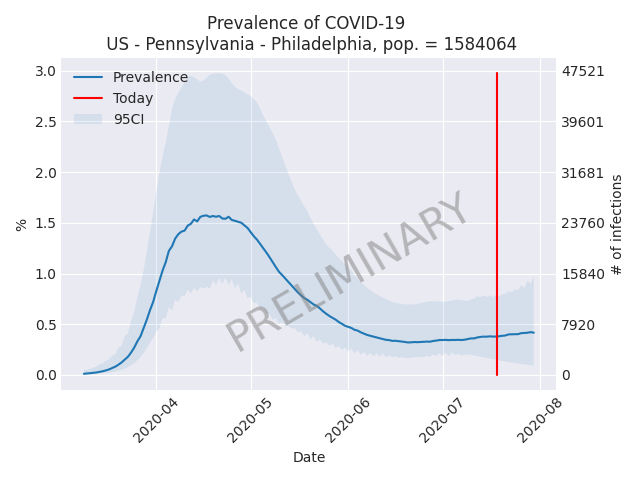 Prevalence of COVID-19
US - Pennsylvania - Philadelphia, pop. = 1584064
Prevalence
Today
95CI
3.0
2.5
2.0
1.5
1.0
0.5
0.0
%
47521
39601
31681
23760
15840
7920
0
# of infections
PRELIMINARY
2020-04
2020-05
2020-06
2020-07
2020-08
Date